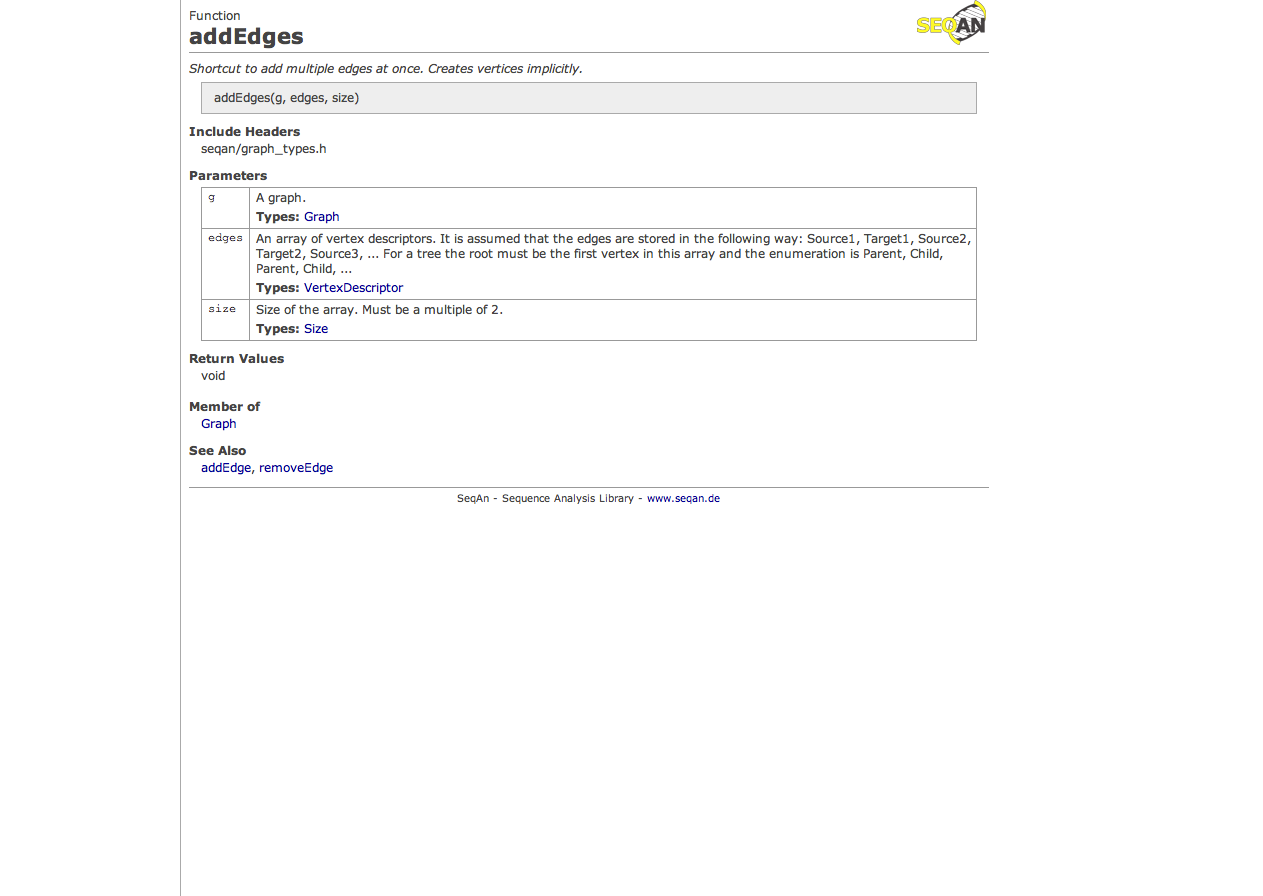 Function
addEdges
SEQAN
Shortcut to add multiple edges at once. Creates vertices implicitly.
addEdges(g, edges, size)
Include Headers
seqan/graph_types.h
Parameters
g
A graph.
Types: Graph
edges
An array of vertex descriptors. It is assumed that the edges are stored in the following way: Source1, Target1, Source2,
Target2, Source3, ... For a tree the root must be the first vertex in this array and the enumeration is Parent, Child,
Parent, Child, ...
Types: VertexDescriptor
size
Size of the array. Must be a multiple of 2.
Types: Size
Return Values
void
Member of
Graph
See Also
addEdge, removeEdge
SeqAn - Sequence Analysis Library - www.seqan.de